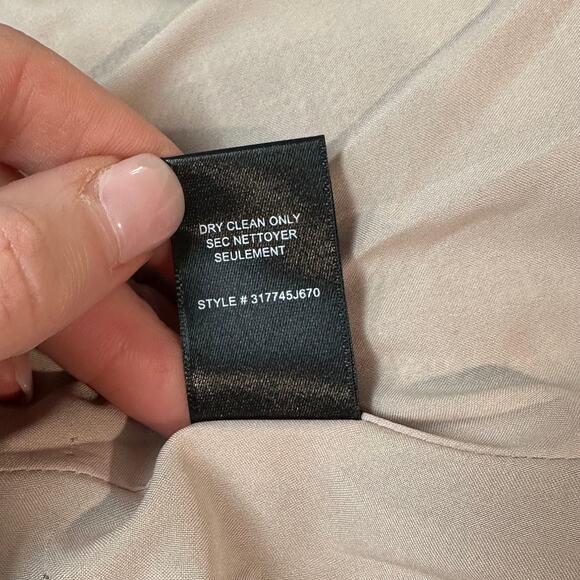 DRY CLEAN ONLY
SEC NETTOYER
SEULEMENT
STYLE # 317745J670